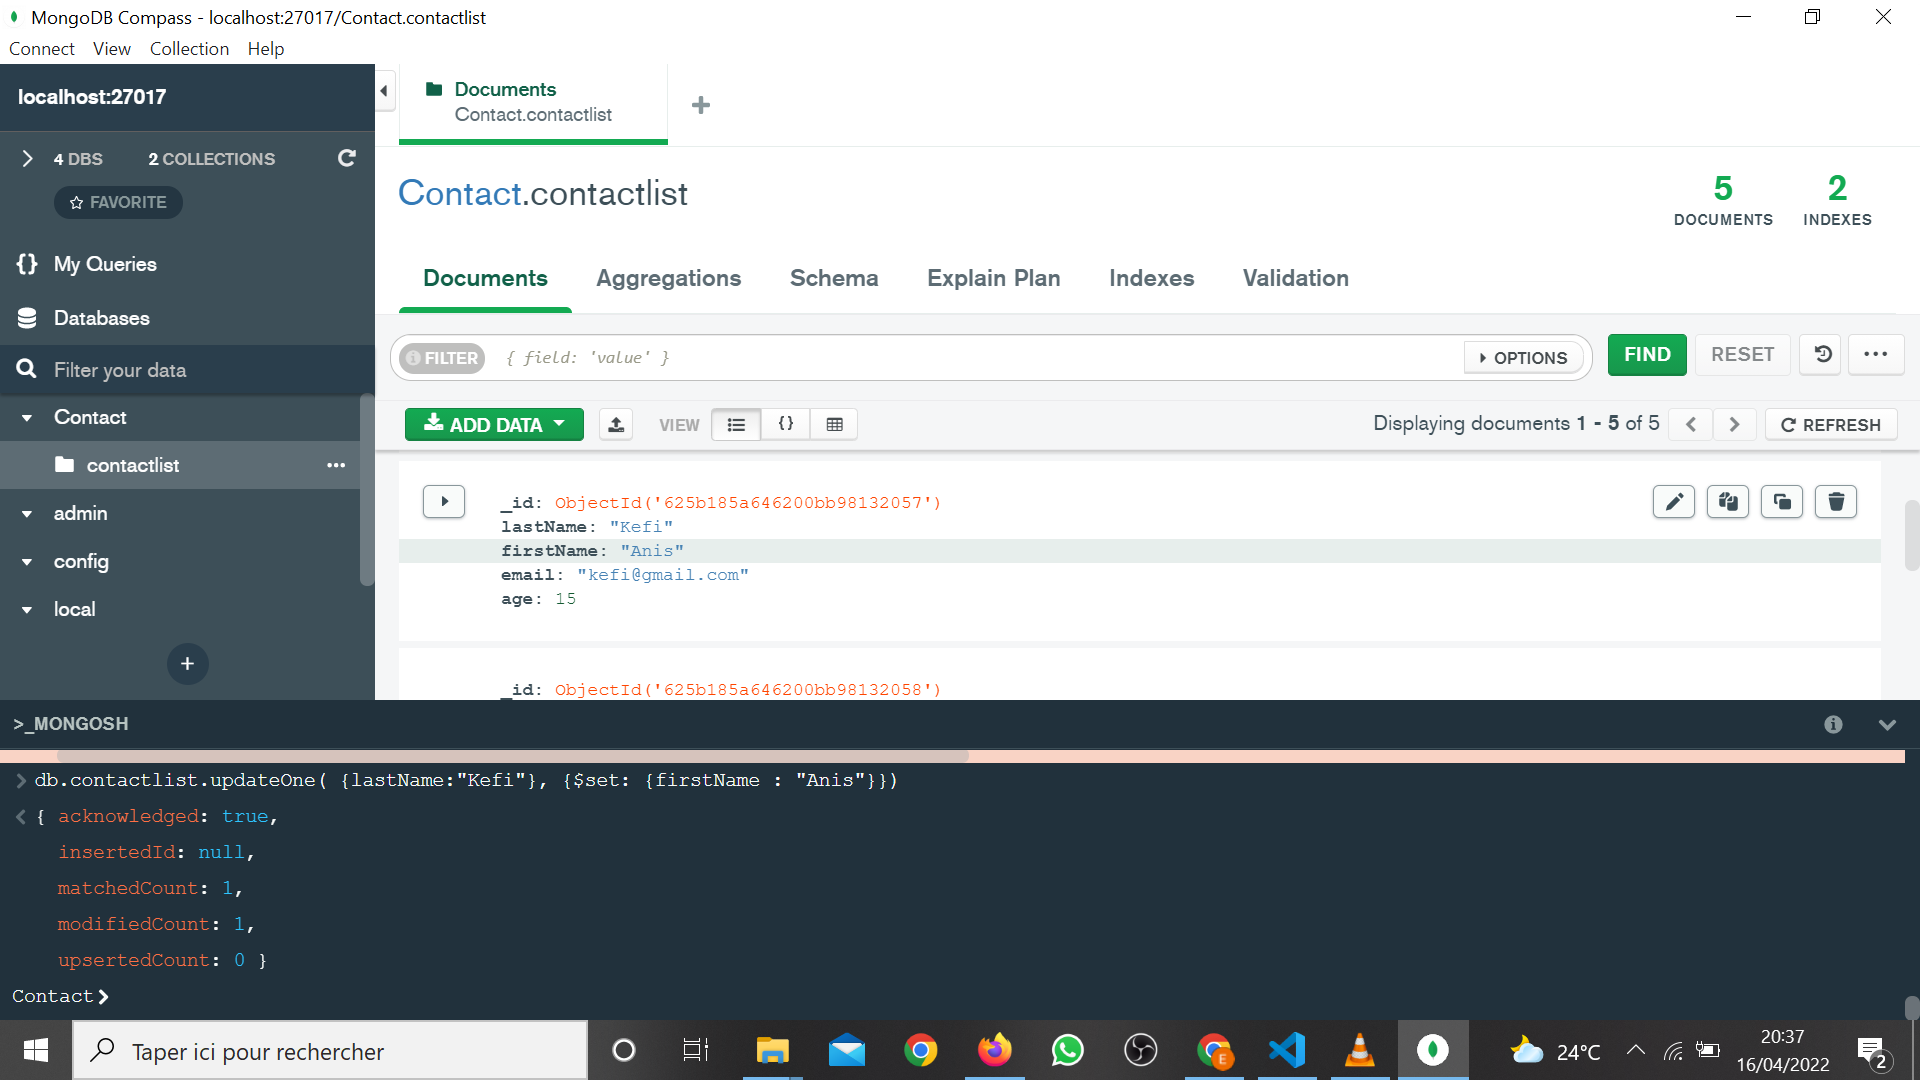 MongoDB Compass - localhost:27017/Contact.contactlist
Connect View Collection Help
localhost:27017
4 DBS 2 COLLECTIONS
FAVORITE
{} My Queries
Databases
Filter your data
Contact
contactlist
admin
config
local
+
Documents
Contact.contactlist
+
Contact.contactlist
5 DOCUMENTS
2 INDEXES
Documents Aggregations Schema Explain Plan Indexes Validation
FILTER { field: 'value' } OPTIONS FIND RESET
ADD DATA VIEW {} Displaying documents 1 - 5 of 5 REFRESH
_id: ObjectId('625b185a646200bb98132057')
lastName: "Kefi"
firstName: "Anis"
email: "kefi@gmail.com"
age: 15
_id: ObjectId('625b185a646200bb98132058')
>_MONGOSH
> db.contactlist.updateOne( {lastName:"Kefi"}, {$set: {firstName : "Anis"}})
< { acknowledged: true,
insertedId: null,
matchedCount: 1,
modifiedCount: 1,
upsertedCount: 0 }
Contact>
Taper ici pour rechercher
E
24°C
20:37
16/04/2022
2